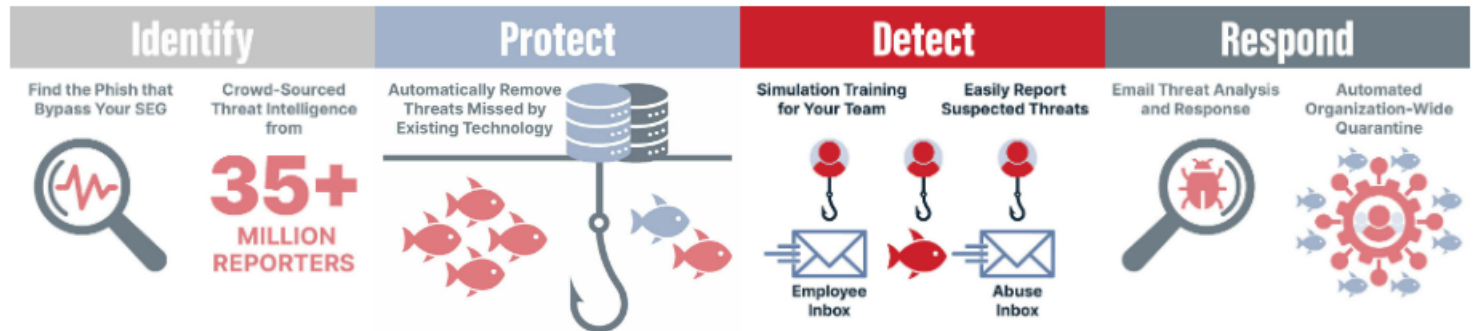 Identify
Find the Phish that
Bypass Your SEG
Crowd-Sourced
Threat Intelligence
from
35+
MILLION
REPORTERS
Protect
Automatically Remove
Threats Missed by
Existing Technology
Detect
Simulation Training
for Your Team
Easily Report
Suspected Threats
Employee
Inbox
Abuse
Inbox
Respond
Email Threat Analysis
and Response
Automated
Organization-Wide
Quarantine